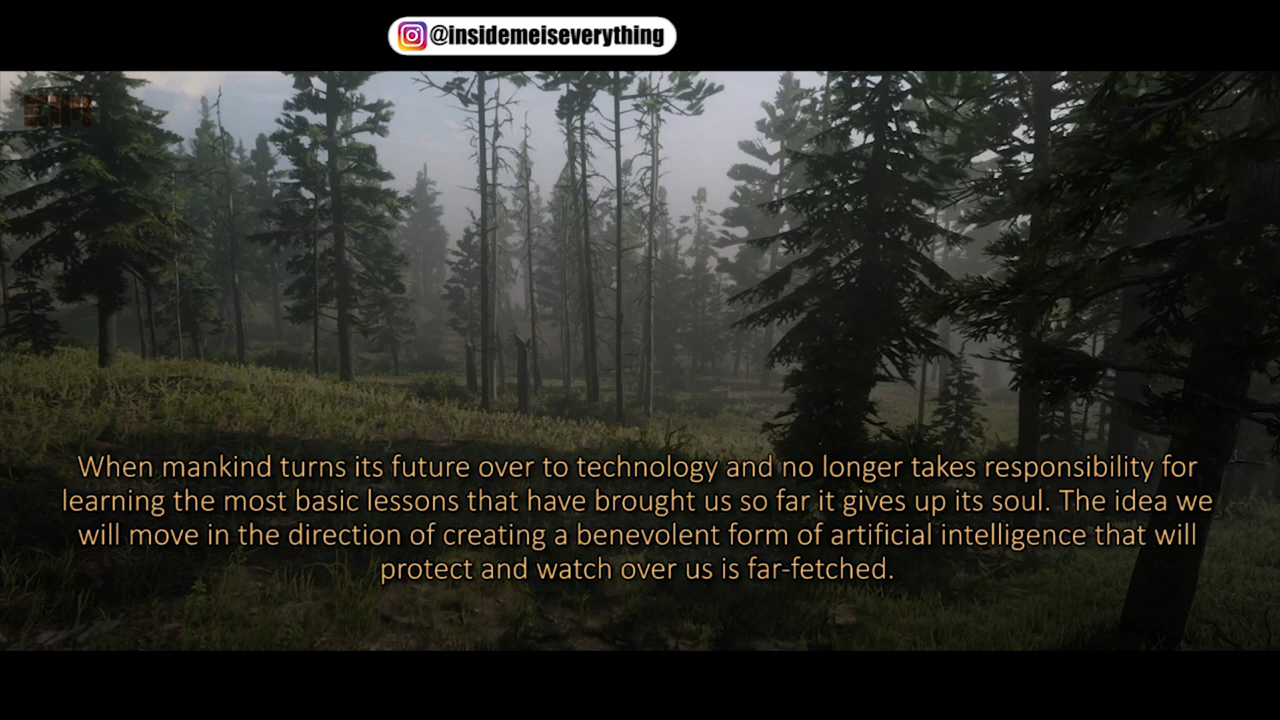 @insidemeiseverything
When mankind turns its future over to technology and no longer takes responsibility for
learning the most basic lessons that have brought us so far it gives up its soul. The idea we
will move in the direction of creating a benevolent form of artificial intelligence that will
protect and watch over us is far-fetched.